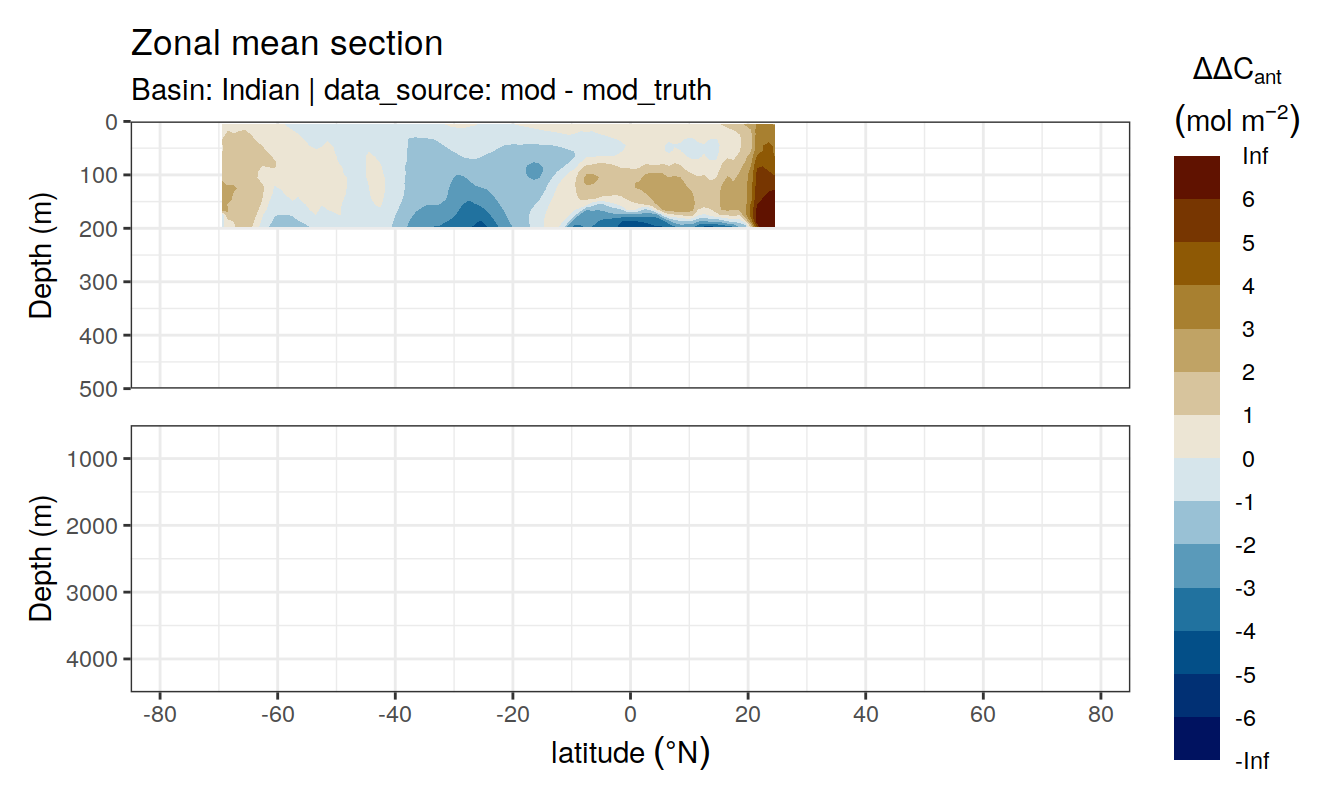 Zonal mean section
Basin: Indian | data_source: mod - mod_truth
0
100
200
300
400
500
Depth (m)
1000
2000
3000
4000
Depth (m)
-80 -60 -40 -20 0 20 40 60 80
latitude (°N)
ΔΔCant
(mol m−2)
Inf
6
5
4
3
2
1
0
-1
-2
-3
-4
-5
-6
-Inf